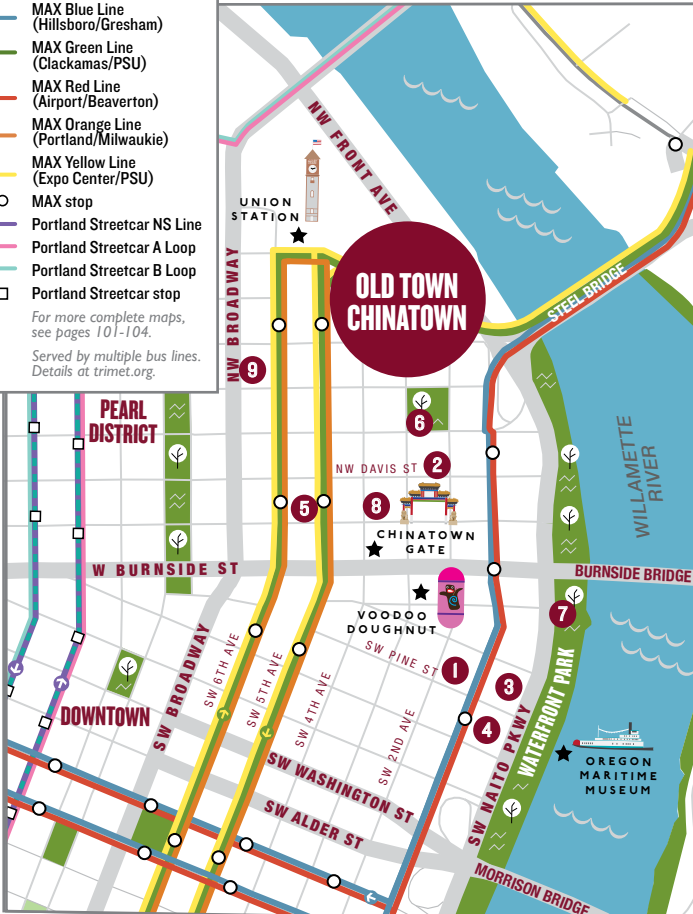 MAX Blue Line
(Hillsboro/Gresham)
MAX Green Line
(Clackamas/PSU)
MAX Red Line
(Airport/Beaverton)
MAX Orange Line
(Portland/Milwaukie)
MAX Yellow Line
(Expo Center/PSU)
MAX stop
Portland Streetcar NS Line
Portland Streetcar A Loop
Portland Streetcar B Loop
Portland Streetcar stop
For more complete maps,
see pages 101-104.
Served by multiple bus lines.
Details at trimet.org.
NW FRONT AVE
UNION
STATION
OLD TOWN
CHINATOWN
STEEL BRIDGE
NW BROADWAY
9
PEARL
DISTRICT
6
WILLAMETTE
RIVER
NW DAVIS ST
2
5
8
CHINATOWN
GATE
W BURNSIDE ST
BURNSIDE BRIDGE
VOODOO
DOUGHNUT
7
SW PINE ST
1
3
4
SW BROADWAY
SW 6TH AVE
SW 5TH AVE
SW 4TH AVE
SW 2ND AVE
DOWNTOWN
SW NAITO PKWY
WATERFRONT PARK
OREGON
MARITIME
MUSEUM
SW WASHINGTON ST
SW ALDER ST
MORRISON BRIDGE